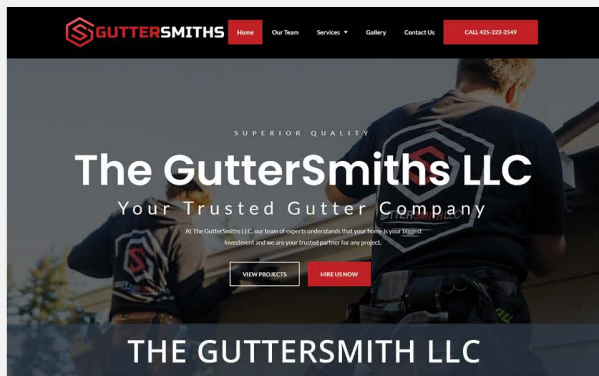 GUTTERSMITHS
Home Our Team Services Gallery Contact Us CALL 425-222-2549
SUPERIOR QUALITY
The GutterSmiths LLC
Your Trusted Gutter Company
At The GutterSmiths LLC, our team of experts understands that your home is your biggest
investment and we are your trusted partner for any project.
VIEW PROJECTS HIRE US NOW
THE GUTTERSMITH LLC